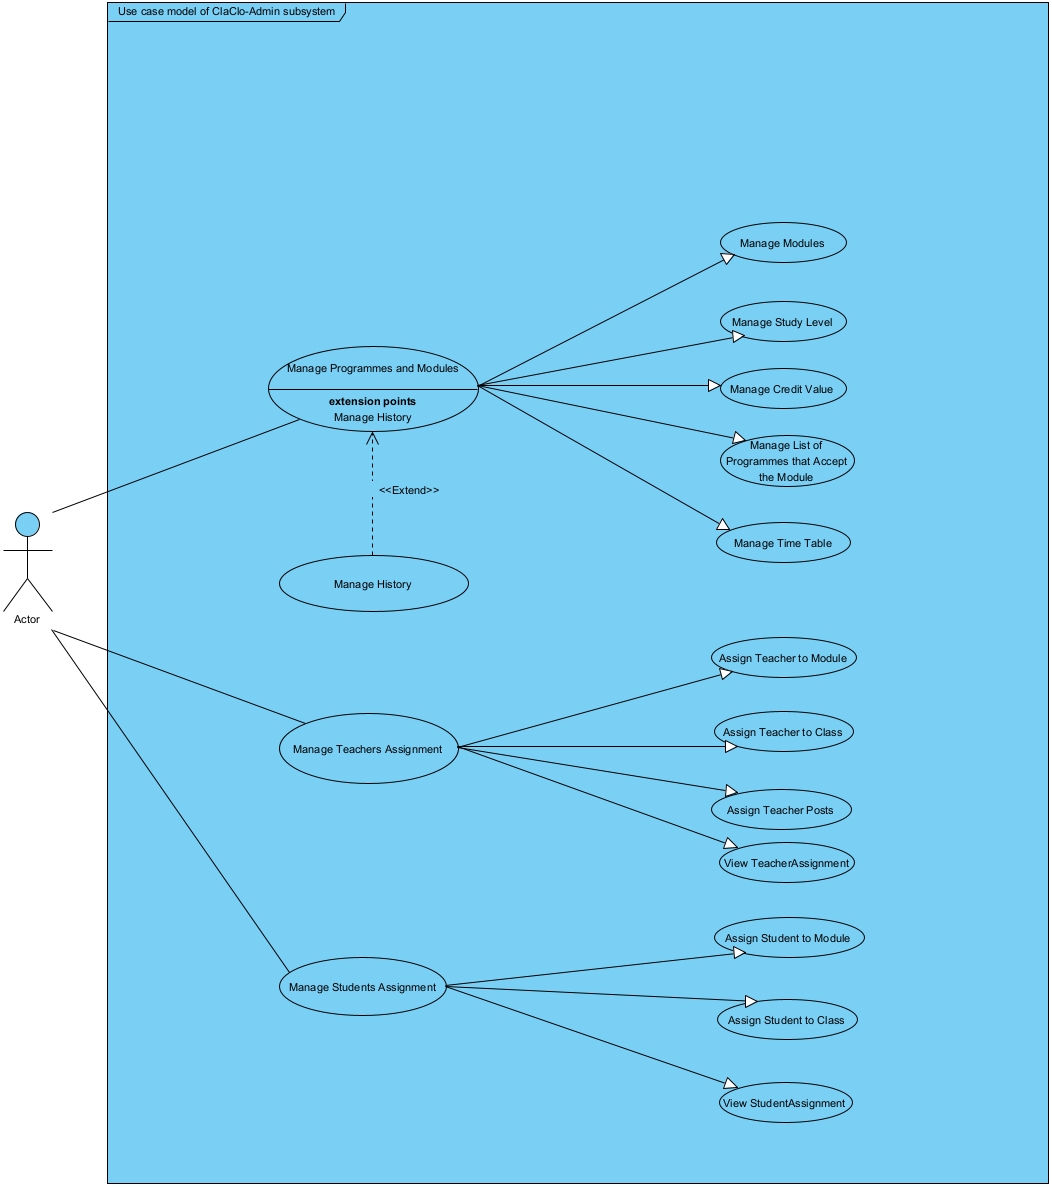 Use case model of ClaClo-Admin subsystem
Manage Modules
Manage Study Level
Manage Programmes and Modules
extension points
Manage History
Manage Credit Value
Manage List of
Programmes that Accept
the Module
<<Extend>>
Manage Time Table
Manage History
Actor
Assign Teacher to Module
Assign Teacher to Class
Manage Teachers Assignment
Assign Teacher Posts
View TeacherAssignment
Assign Student to Module
Manage Students Assignment
Assign Student to Class
View StudentAssignment